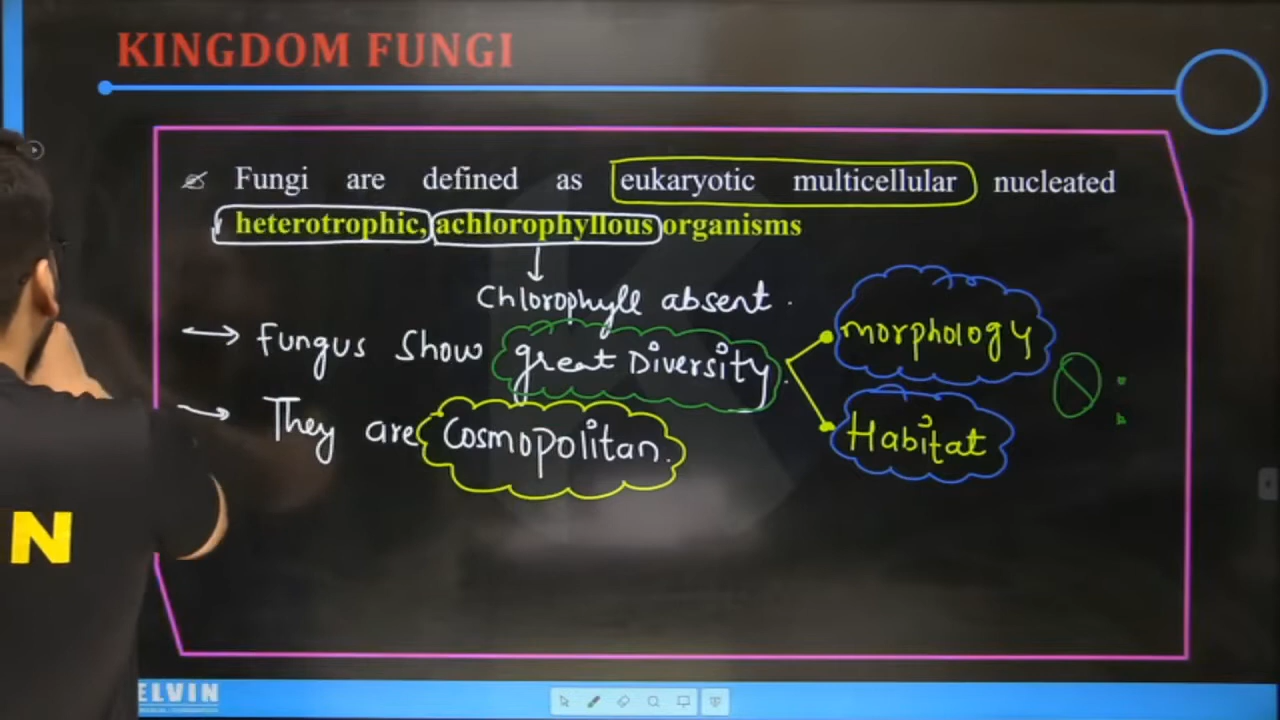 KINGDOM FUNGI
Fungi are defined as eukaryotic multicellular nucleated
heterotrophic, achlorophyllous organisms
Chlorophyll absent.
Fungus show great Diversity.
morphology
Habitat
They are Cosmopolitan.
N
ELVIN